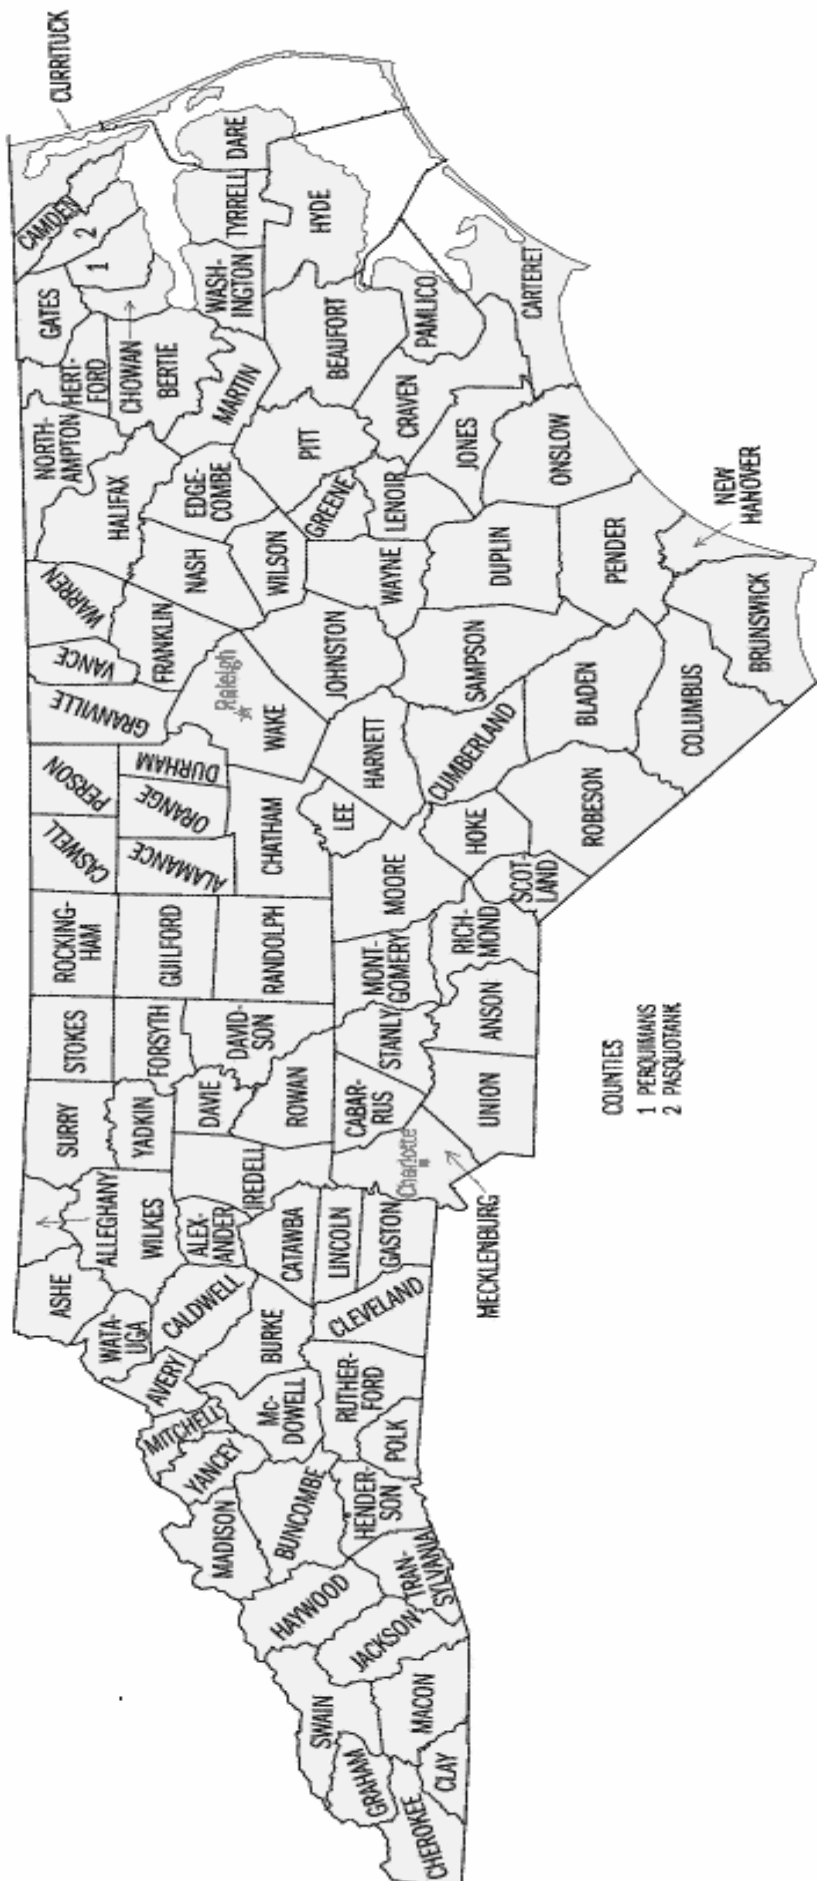 CURRITUCK
CAMDEN
2
1
GATES
HERT-
FORD
CHOWAN
BERTIE
NORTH-
AMPTON
HALIFAX
MARTIN
WASH-
INGTON
TYRRELL
DARE
HYDE
BEAUFORT
PAMLICO
CARTERET
CRAVEN
PITT
EDGE-
COMBE
GREENE
LENOIR
JONES
ONSLOW
NASH
WILSON
WAYNE
DUPLIN
PENDER
NEW
HANOVER
WARREN
VANCE
FRANKLIN
GRANVILLE
Raleigh
WAKE
JOHNSTON
SAMPSON
BRUNSWICK
COLUMBUS
BLADEN
CUMBERLAND
HARNETT
PERSON
DURHAM
ORANGE
CASWELL
ALAMANCE
CHATHAM
LEE
HOKE
ROBESON
MOORE
SCOT-
LAND
RICH-
MOND
ROCKING-
HAM
GUILFORD
RANDOLPH
MONT-
GOMERY
STOKES
FORSYTH
DAVID-
SON
STANLY
ANSON
SURRY
YADKIN
DAVIE
ROWAN
CABAR-
RUS
UNION
Charlotte
MECKLENBURG
ALLEGHANY
WILKES
IREDELL
ALEX-
ANDER
CATAWBA
LINCOLN
GASTON
ASHE
WATA-
UGA
CALDWELL
BURKE
CLEVELAND
AVERY
MITCHELL
YANCEY
Mc-
DOWELL
RUTHER-
FORD
POLK
MADISON
BUNCOMBE
HENDER-
SON
HAYWOOD
TRAN-
SYLVANIA
JACKSON
SWAIN
MACON
GRAHAM
CLAY
CHEROKEE
COUNTIES
1 PERQUIMANS
2 PASQUOTANK